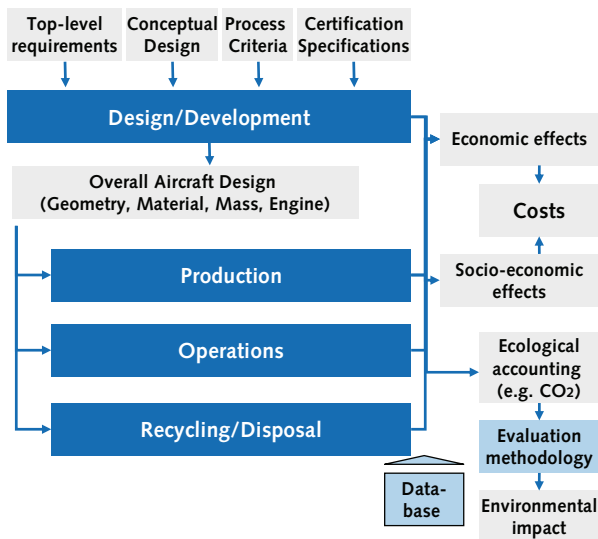 Top-level
requirements
Conceptual
Design
Process
Criteria
Certification
Specifications
Design/Development
Overall Aircraft Design
(Geometry, Material, Mass, Engine)
Production
Operations
Recycling/Disposal
Economic effects
Costs
Socio-economic
effects
Ecological
accounting
(e.g. CO2)
Evaluation
methodology
Environmental
impact
Data-
base